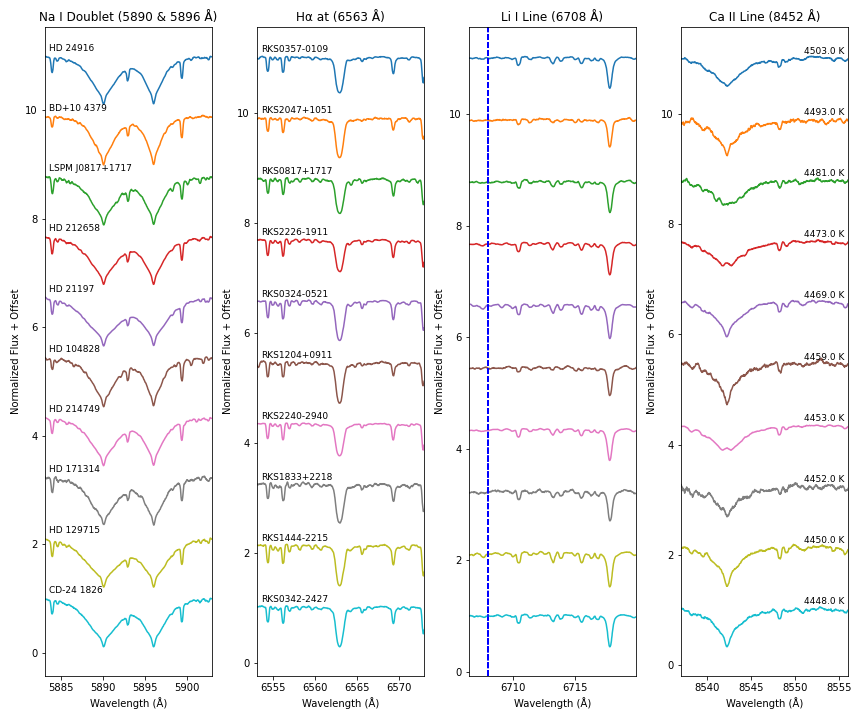 Na I Doublet (5890 & 5896 Å)
Hα at (6563 Å)
Li I Line (6708 Å)
Ca II Line (8452 Å)
HD 24916
BD+10 4379
LSPM J0817+1717
HD 212658
HD 21197
HD 104828
HD 214749
HD 171314
HD 129715
CD-24 1826
RKS0357-0109
RKS2047+1051
RKS0817+1717
RKS2226-1911
RKS0324-0521
RKS1204+0911
RKS2240-2940
RKS1833+2218
RKS1444-2215
RKS0342-2427
4503.0 K
4493.0 K
4481.0 K
4473.0 K
4469.0 K
4459.0 K
4453.0 K
4452.0 K
4450.0 K
4448.0 K
Normalized Flux + Offset
10
8
6
4
2
0
5885
5890
5895
5900
Wavelength (Å)
Normalized Flux + Offset
10
8
6
4
2
0
6555
6560
6565
6570
Wavelength (Å)
Normalized Flux + Offset
10
8
6
4
2
0
6710
6715
Wavelength (Å)
Normalized Flux + Offset
10
8
6
4
2
0
8540
8545
8550
8555
Wavelength (Å)